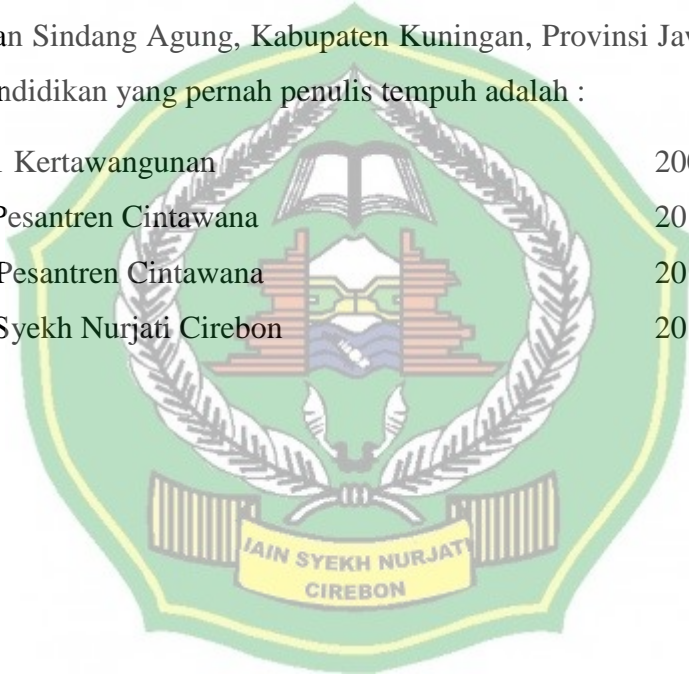 an Sindang Agung, Kabupaten Kuningan, Provinsi Jav
ndidikan yang pernah penulis tempuh adalah :
Kertawangunan 200
Pesantren Cintawana 20
Pesantren Cintawana 20
Syekh Nurjati Cirebon 20
IAIN SYEKH NURJATI
CIREBON